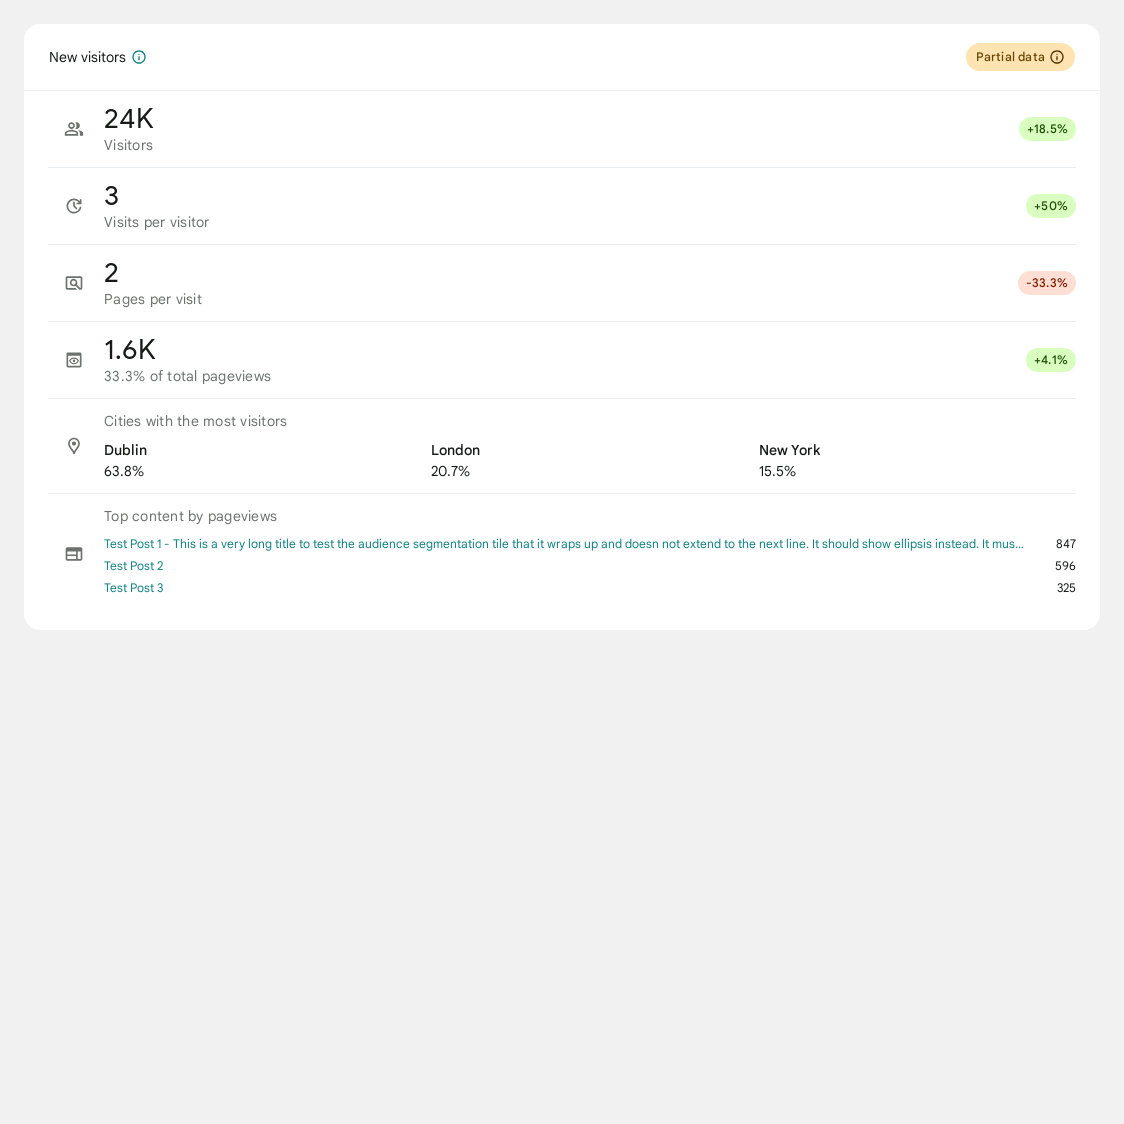 New visitors
Partial data
24K
Visitors
+18.5%
3
Visits per visitor
+50%
2
Pages per visit
-33.3%
1.6K
33.3% of total pageviews
+4.1%
Cities with the most visitors
Dublin London New York
63.8% 20.7% 15.5%
Top content by pageviews
Test Post 1 - This is a very long title to test the audience segmentation tile that it wraps up and doesn not extend to the next line. It should show ellipsis instead. It mus... 847
Test Post 2 596
Test Post 3 325